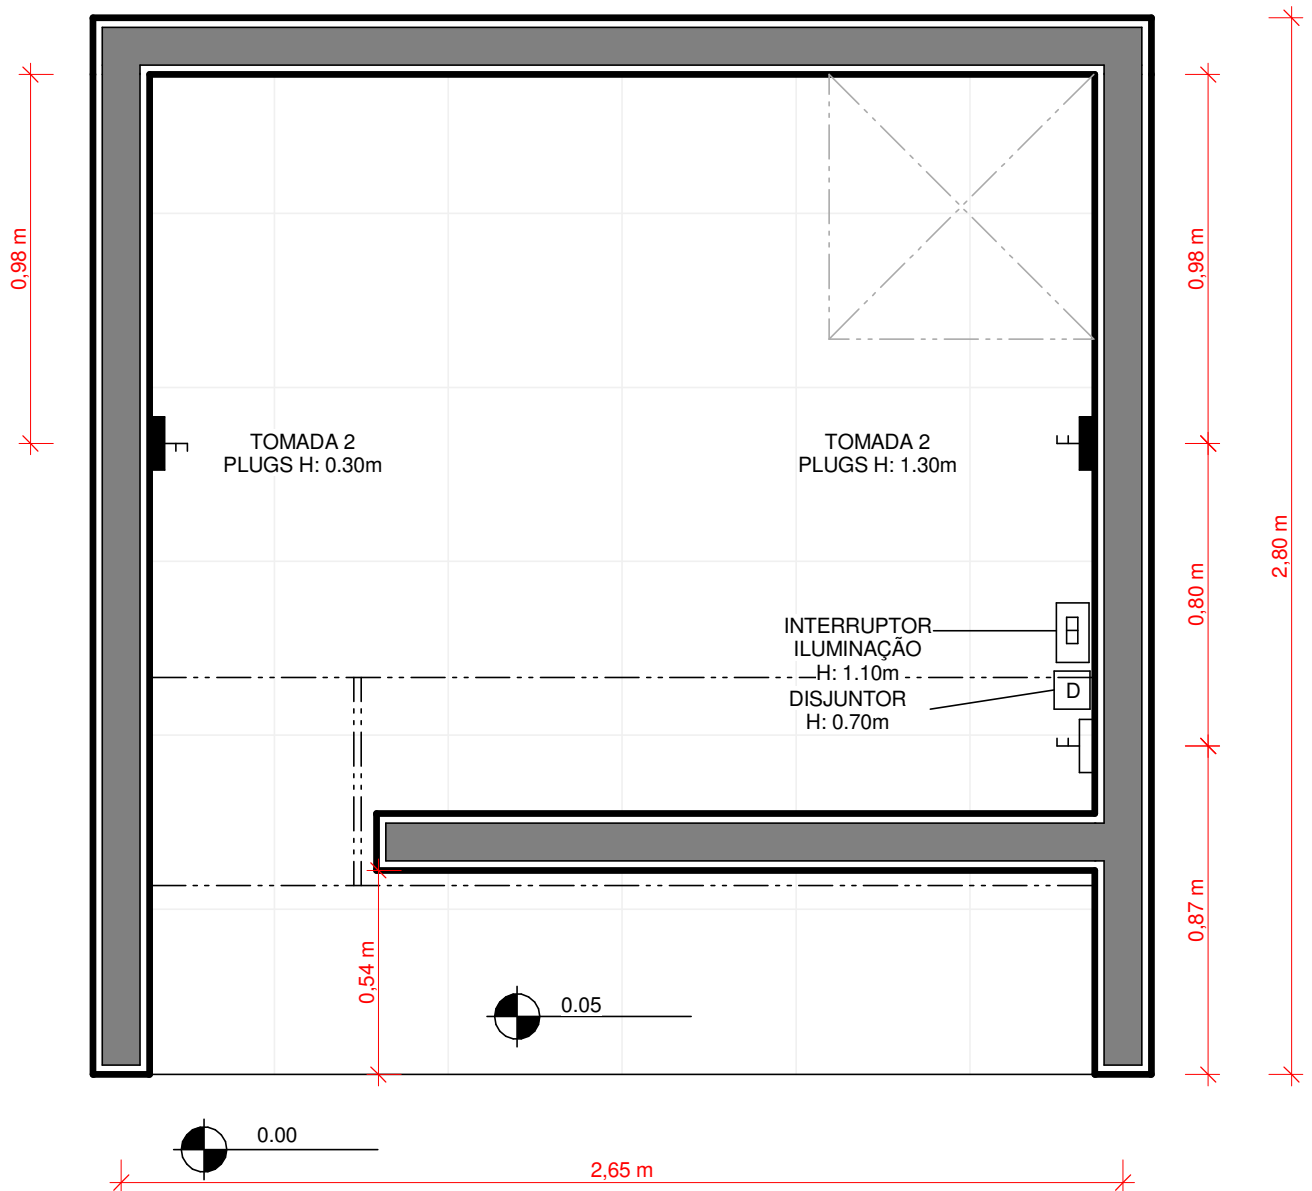 0,98 m
0,98 m
TOMADA 2
PLUGS H: 0.30m
TOMADA 2
PLUGS H: 1.30m
2,80 m
0,80 m
INTERRUPTOR
ILUMINAÇÃO
H: 1.10m
D
DISJUNTOR
H: 0.70m
0,87 m
0,54 m
0.05
0.00
2,65 m